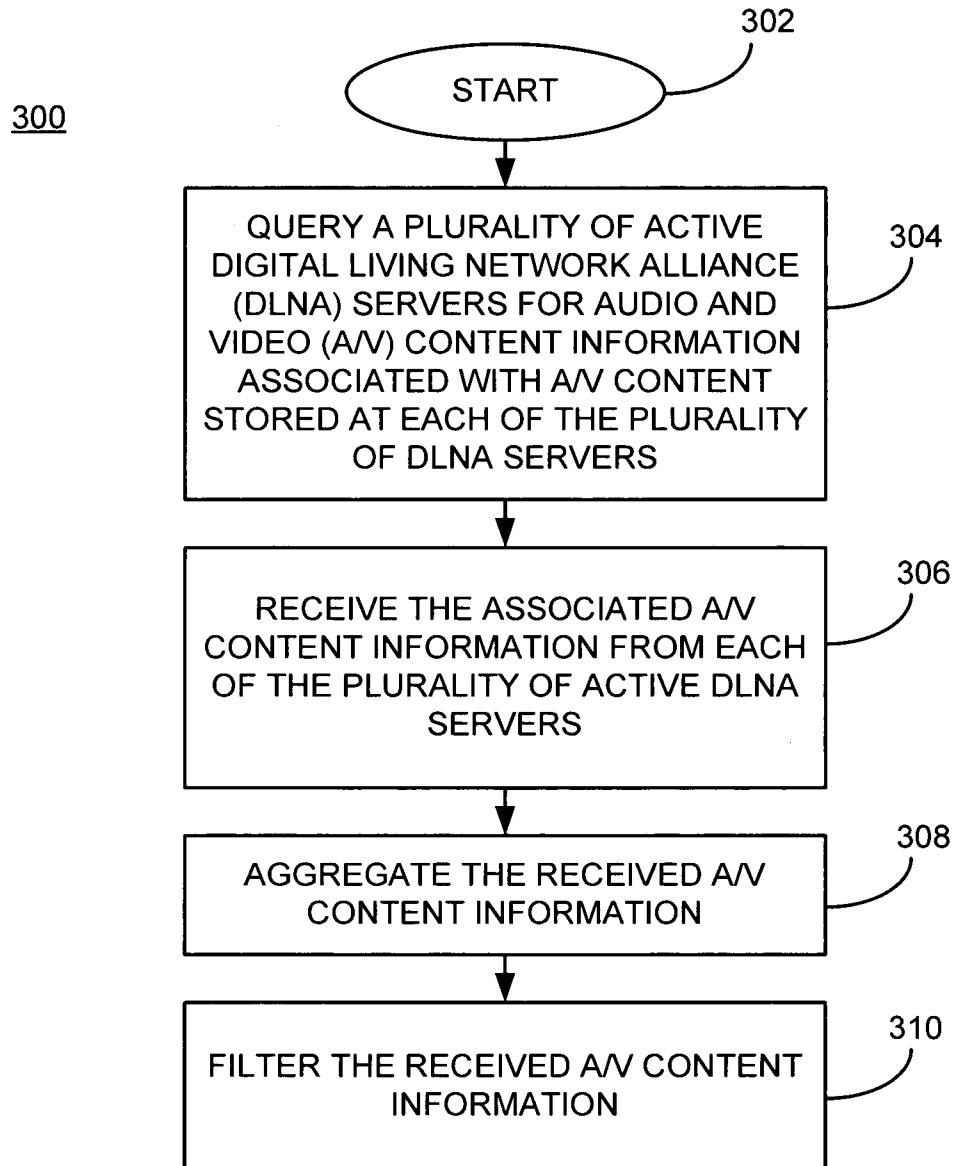 302
START
300
QUERY A PLURALITY OF ACTIVE
DIGITAL LIVING NETWORK ALLIANCE
(DLNA) SERVERS FOR AUDIO AND
VIDEO (A/V) CONTENT INFORMATION
ASSOCIATED WITH A/V CONTENT
STORED AT EACH OF THE PLURALITY
OF DLNA SERVERS
304
RECEIVE THE ASSOCIATED A/V
CONTENT INFORMATION FROM EACH
OF THE PLURALITY OF ACTIVE DLNA
SERVERS
306
AGGREGATE THE RECEIVED A/V
CONTENT INFORMATION
308
FILTER THE RECEIVED A/V CONTENT
INFORMATION
310